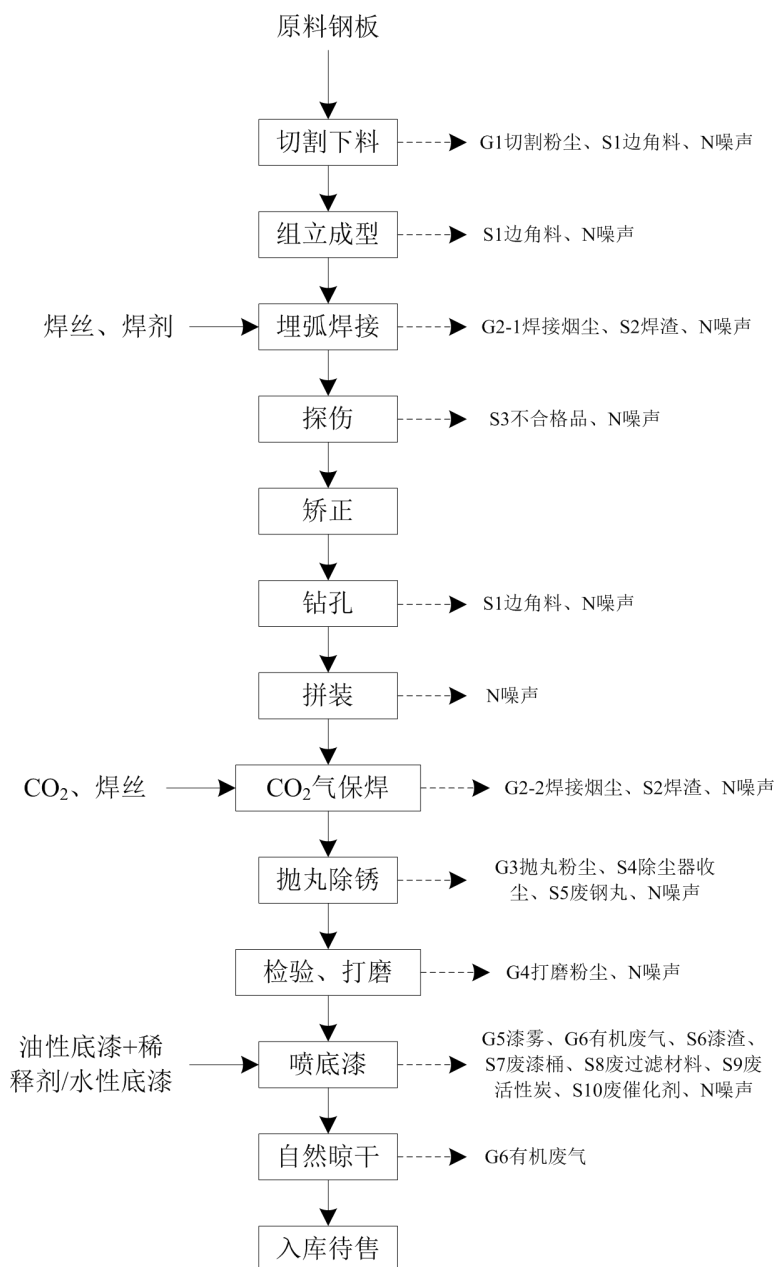 原料钢板
切割下料
G1切割粉尘、S1边角料、N噪声
组立成型
S1边角料、N噪声
焊丝、焊剂
埋弧焊接
G2-1焊接烟尘、S2焊渣、N噪声
探伤
S3不合格品、N噪声
矫正
钻孔
S1边角料、N噪声
拼装
N噪声
CO₂、焊丝
CO₂气保焊
G2-2焊接烟尘、S2焊渣、N噪声
抛丸除锈
G3抛丸粉尘、S4除尘器收
尘、S5废钢丸、N噪声
检验、打磨
G4打磨粉尘、N噪声
油性底漆+稀
释剂/水性底漆
喷底漆
G5漆雾、G6有机废气、S6漆渣、
S7废漆桶、S8废过滤材料、S9废
活性炭、S10废催化剂、N噪声
自然晾干
G6有机废气
入库待售